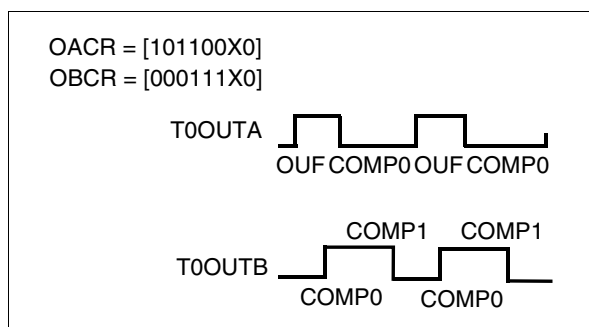 OACR = [101100X0]
OBCR = [000111X0]
T0OUTA
OUF COMP0 OUF COMP0
COMP1 COMP1
T0OUTB
COMP0 COMP0